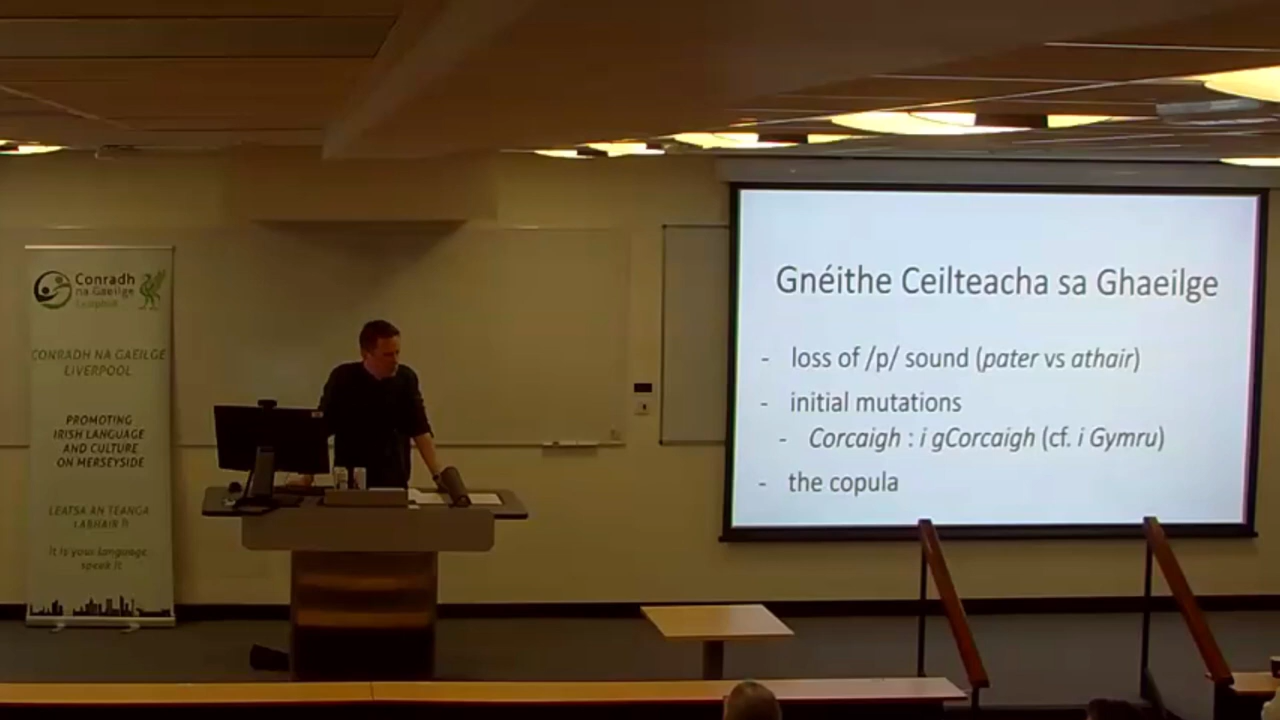 Conradh
na Gaeilge
Liverpool
CONRADH NA GAEILGE
LIVERPOOL
PROMOTING
IRISH LANGUAGE
AND CULTURE
ON MERSEYSIDE
LEATSA AN TEANGA
LABHAIR Í!
It is your language
speak it
Gnéithe Ceilteacha sa Ghaeilge
- loss of /p/ sound (pater vs athair)
- initial mutations
- Corcaigh : i gCorcaigh (cf. i Gymru)
- the copula